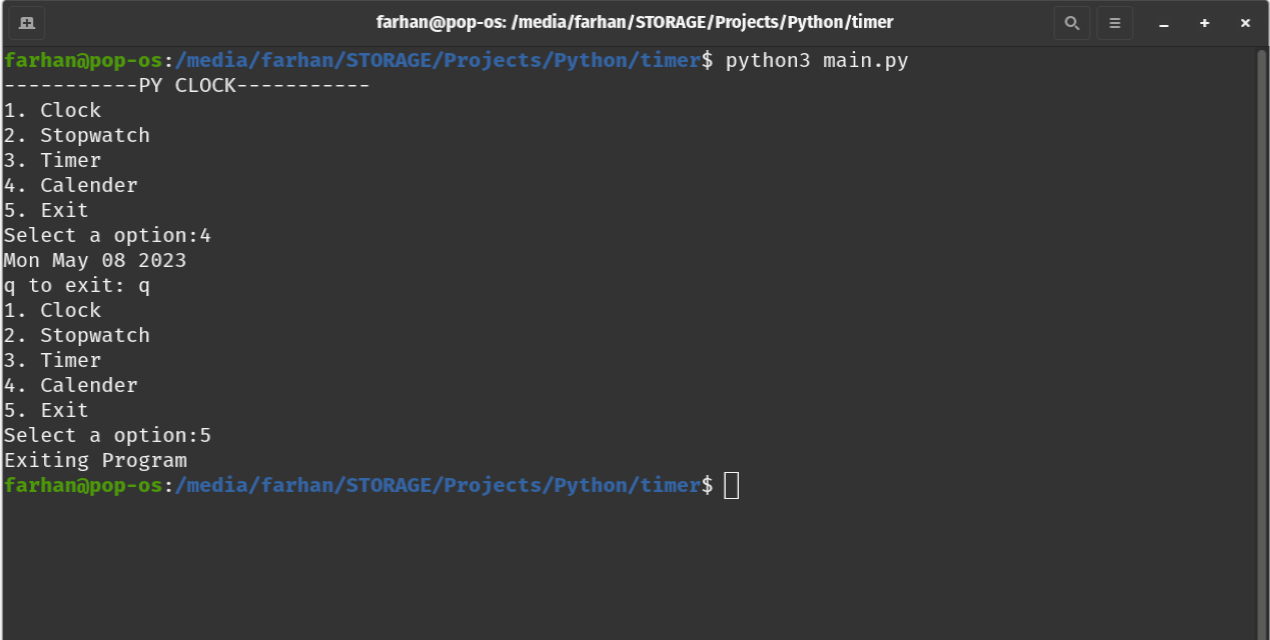 farhan@pop-os: /media/farhan/STORAGE/Projects/Python/timer
farhan@pop-os:/media/farhan/STORAGE/Projects/Python/timer$ python3 main.py
-----------PY CLOCK-----------
1. Clock
2. Stopwatch
3. Timer
4. Calender
5. Exit
Select a option:4
Mon May 08 2023
q to exit: q
1. Clock
2. Stopwatch
3. Timer
4. Calender
5. Exit
Select a option:5
Exiting Program
farhan@pop-os:/media/farhan/STORAGE/Projects/Python/timer$